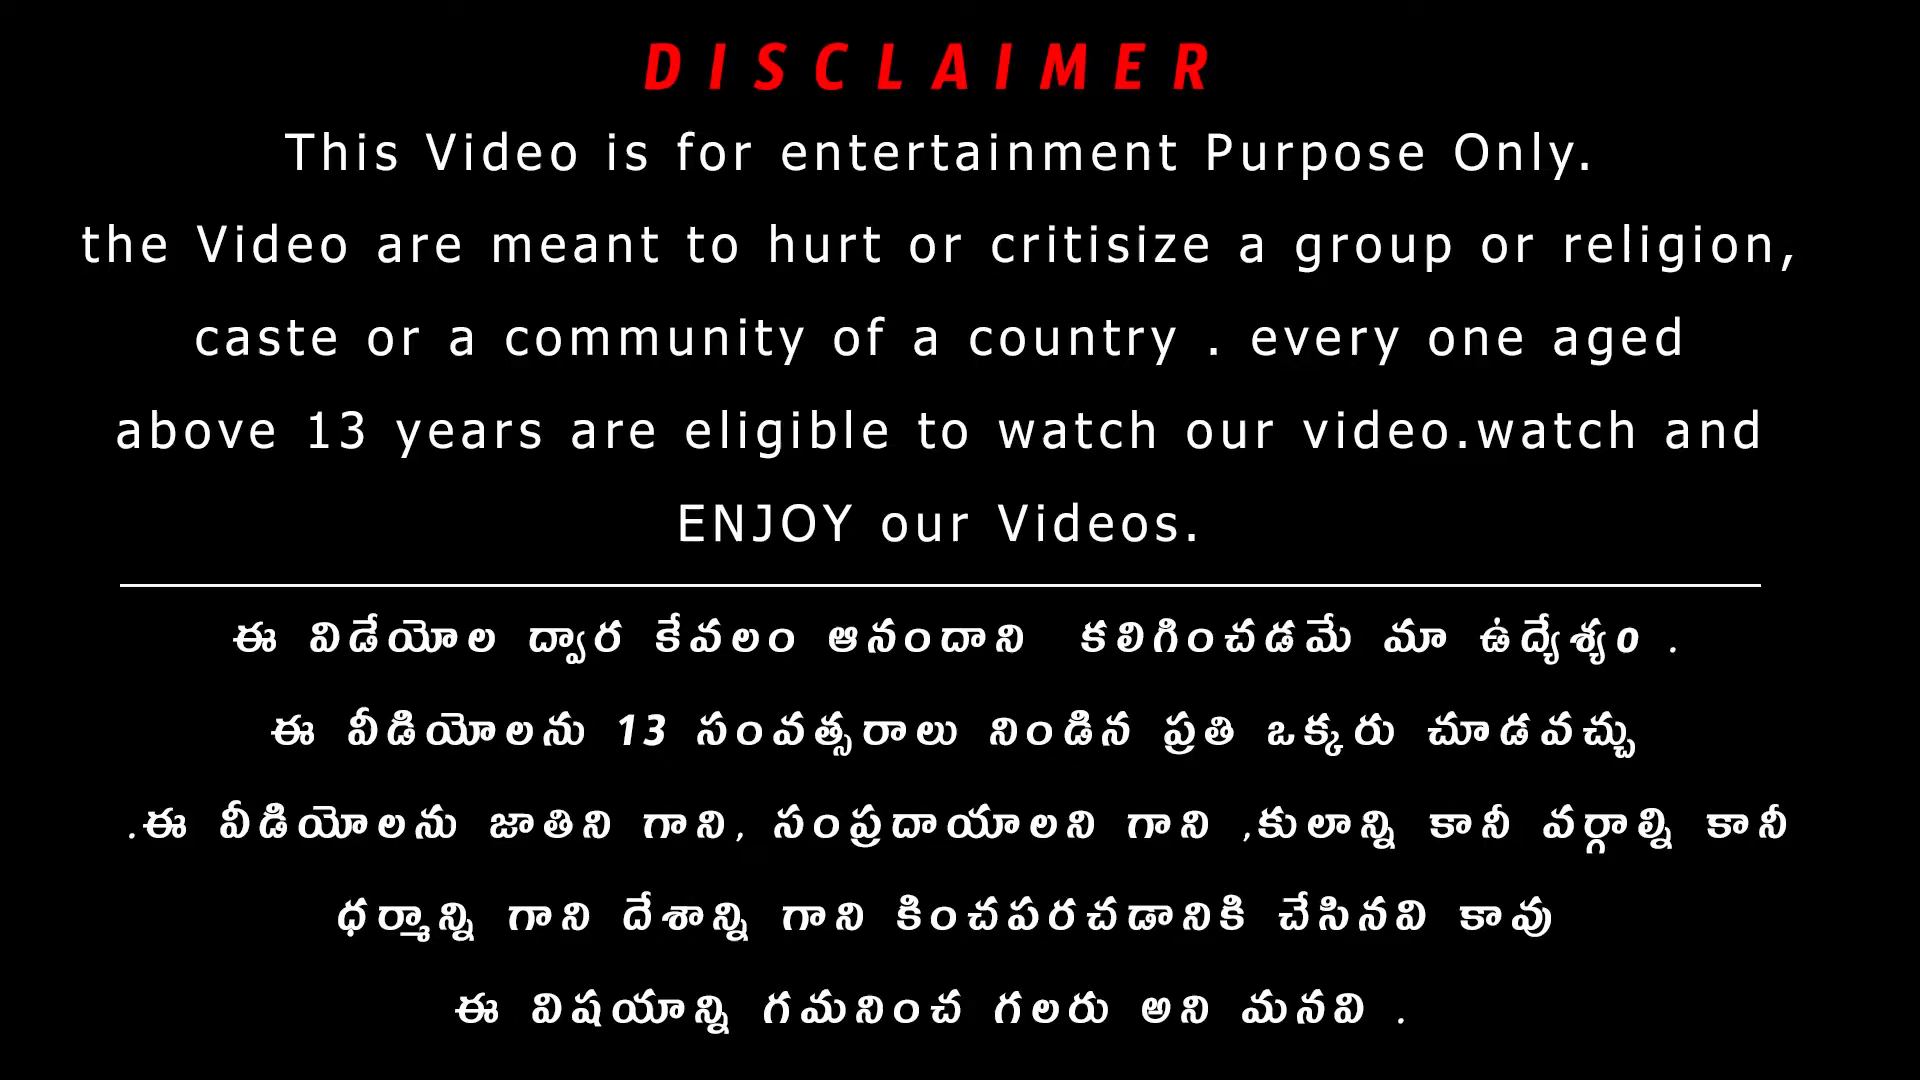 DISCLAIMER
This Video is for entertainment Purpose Only.
the Video are meant to hurt or critisize a group or religion,
caste or a community of a country . every one aged
above 13 years are eligible to watch our video.watch and
ENJOY our Videos.
ఈ విడేయోల ద్వార కేవలం ఆనందాని కలిగించడమే మా ఉద్యేశ్యం .
ఈ వీడియోలను 13 సంవత్సరాలు నిండిన ప్రతి ఒక్కరు చూడవచ్చు
.ఈ వీడియోలను జాతిని గాని, సంప్రదాయాలని గాని ,కులాన్ని కానీ వర్గాల్ని కానీ
ధర్మాన్ని గాని దేశాన్ని గాని కించపరచడానికి చేసినవి కావు
ఈ విషయాన్ని గమనించ గలరు అని మనవి .